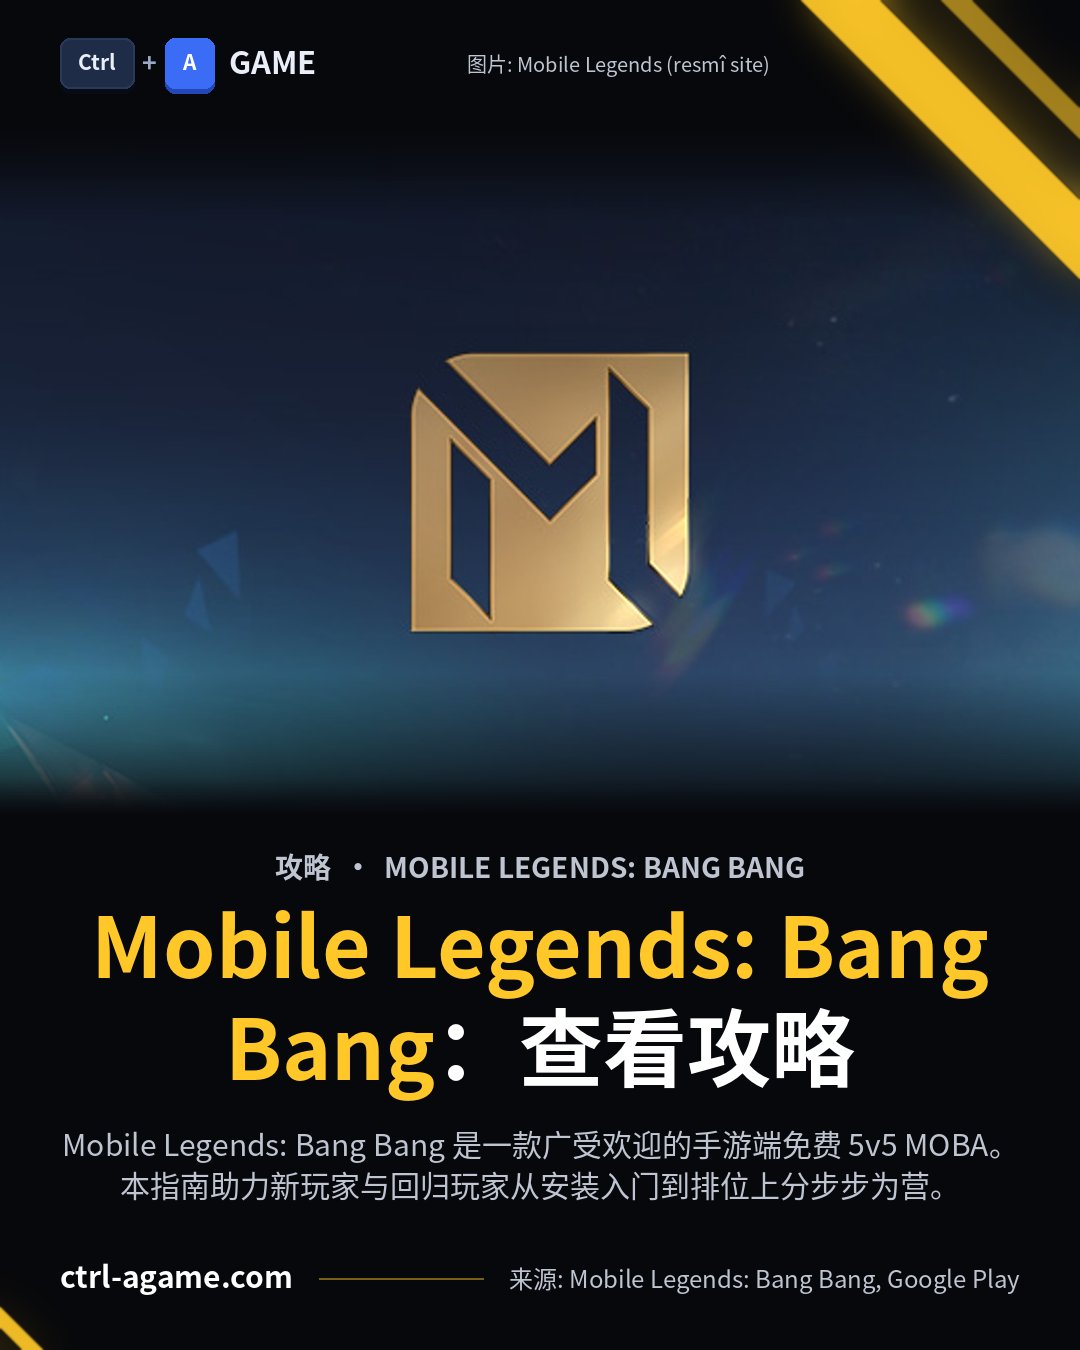 Ctrl + A GAME
图片: Mobile Legends (resmî site)
攻略 • MOBILE LEGENDS: BANG BANG
Mobile Legends: Bang
Bang：查看攻略
Mobile Legends: Bang Bang 是一款广受欢迎的手游端免费 5v5 MOBA。
本指南助力新玩家与回归玩家从安装入门到排位上分步步为营。
ctrl-agame.com
来源: Mobile Legends: Bang Bang, Google Play